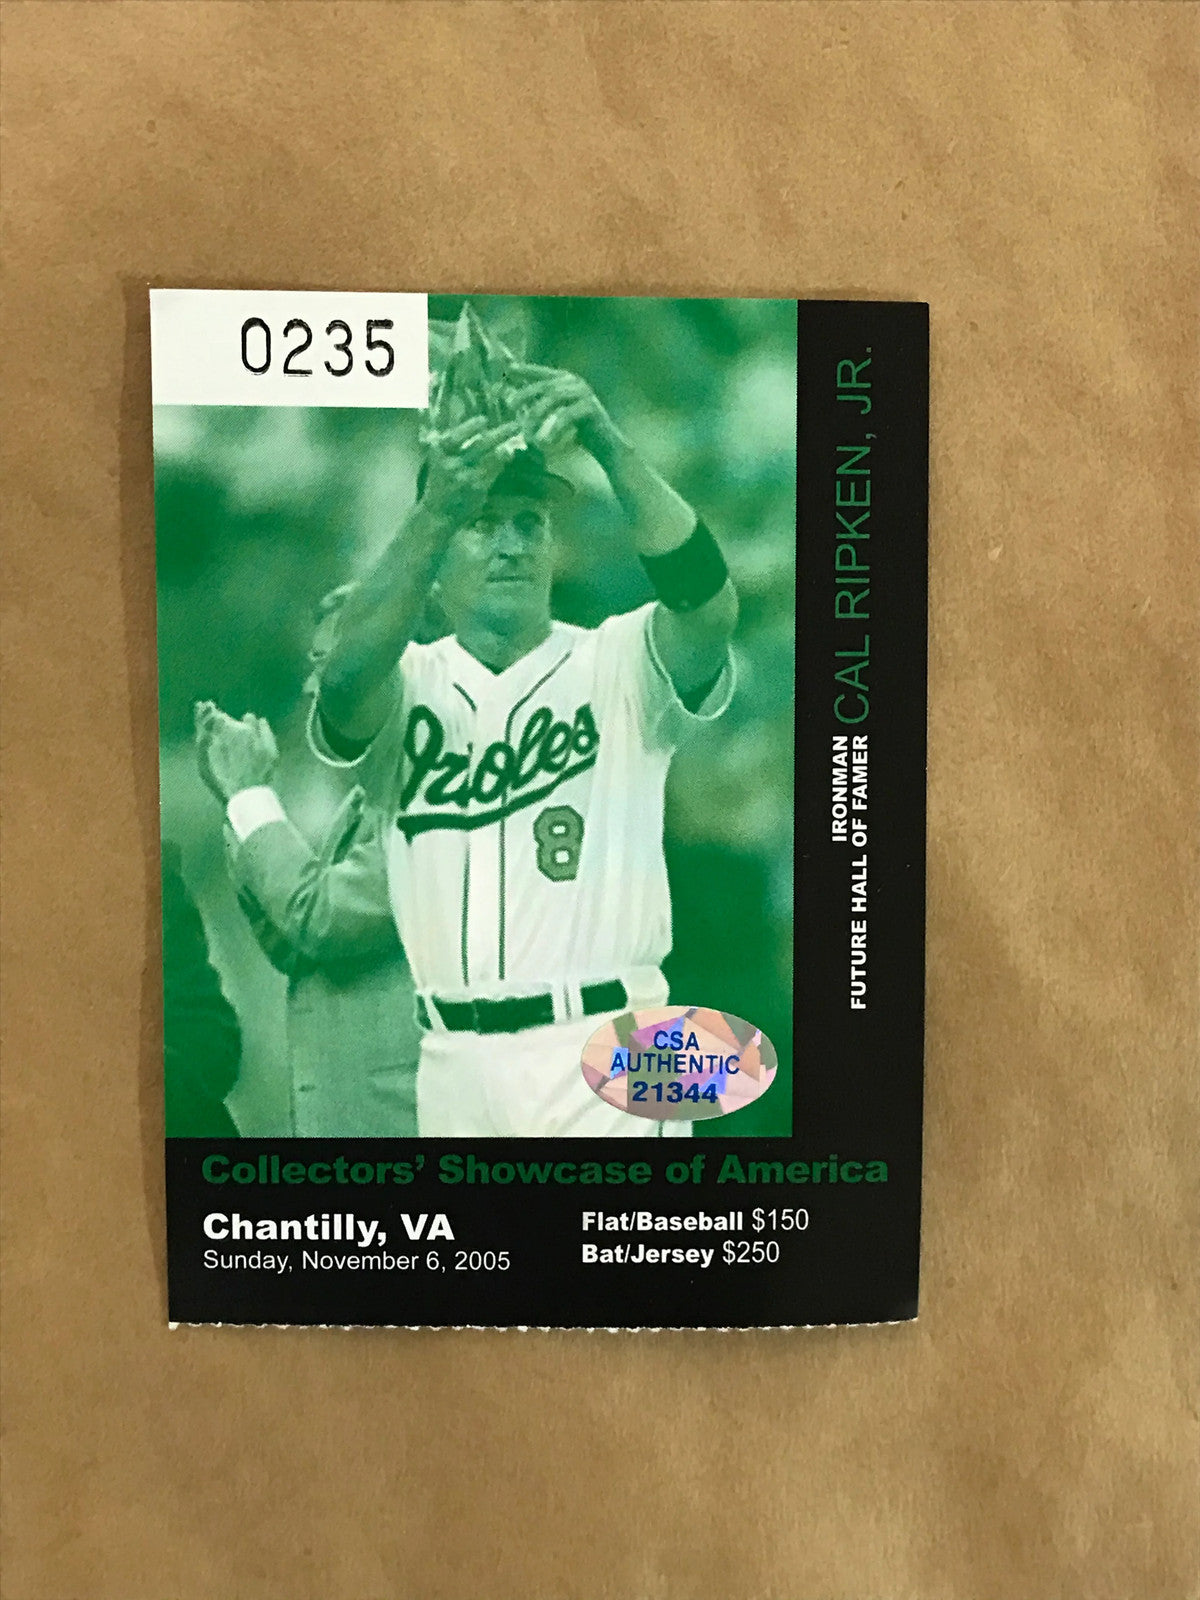 0235
Orioles
8
CSA
AUTHENTIC
21344
IRONMAN
FUTURE HALL OF FAMER
CAL RIPKEN, JR.
Collectors' Showcase of America
Chantilly, VA
Sunday, November 6, 2005
Flat/Baseball $150
Bat/Jersey $250